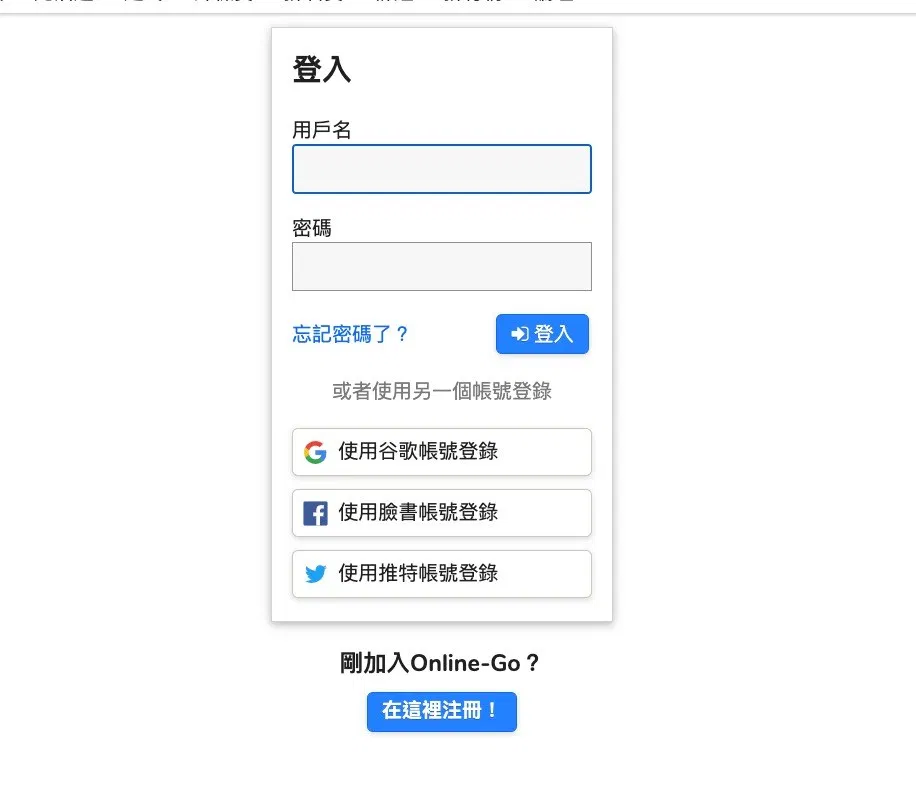 登入
用戶名
密碼
忘記密碼了？
登入
或者使用另一個帳號登錄
使用谷歌帳號登錄
使用臉書帳號登錄
使用推特帳號登錄
剛加入Online-Go？
在這裡注冊！